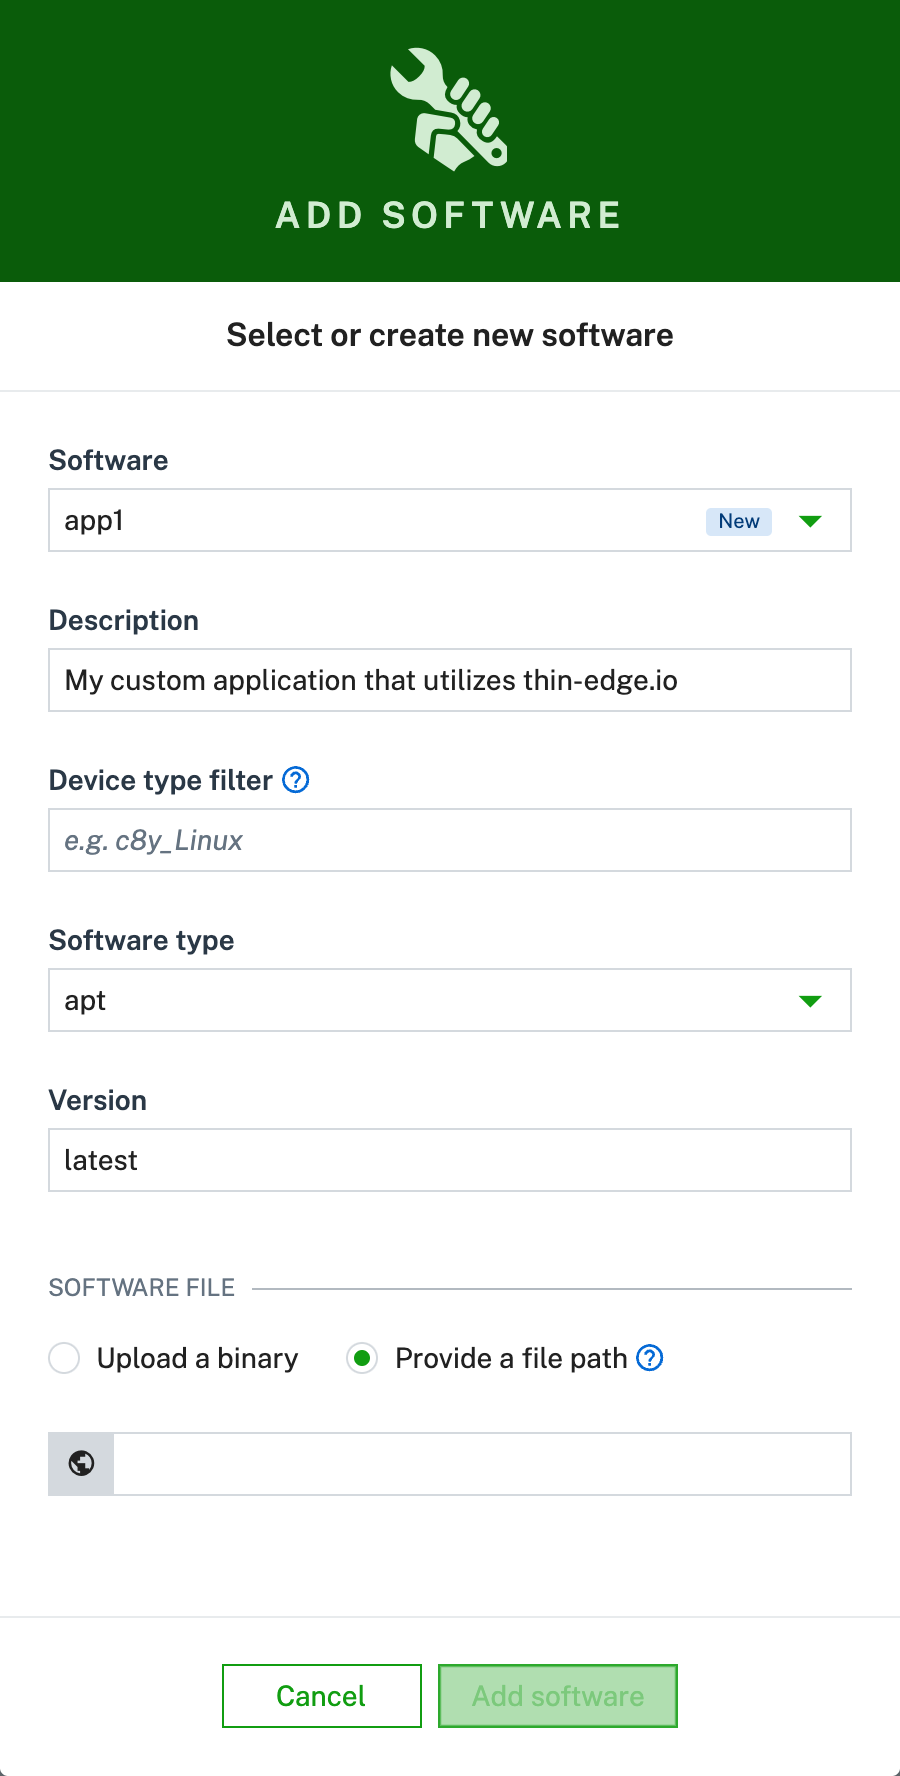 ADD SOFTWARE
Select or create new software
Software
app1 New
Description
My custom application that utilizes thin-edge.io
Device type filter ?
e.g. c8y_Linux
Software type
apt
Version
latest
SOFTWARE FILE
Upload a binary Provide a file path ?
Cancel Add software